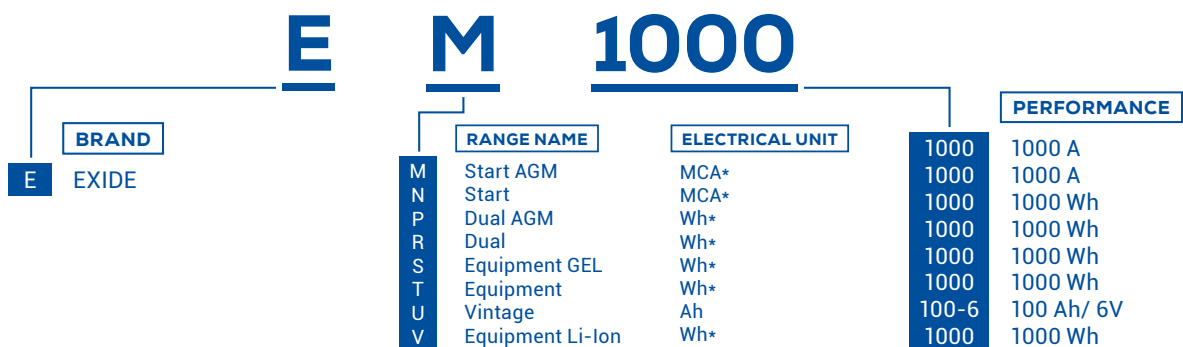 E M 1000
BRAND
E EXIDE
RANGE NAME ELECTRICAL UNIT PERFORMANCE
M Start AGM MCA* 1000 1000 A
N Start MCA* 1000 1000 A
P Dual AGM Wh* 1000 1000 Wh
R Dual Wh* 1000 1000 Wh
S Equipment GEL Wh* 1000 1000 Wh
T Equipment Wh* 1000 1000 Wh
U Vintage Ah 100-6 100 Ah/ 6V
V Equipment Li-Ion Wh* 1000 1000 Wh